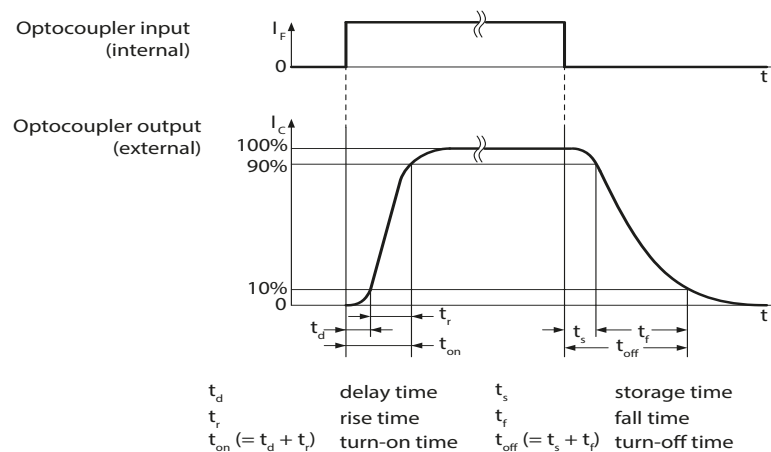 Optocoupler input
(internal)
I_F
0
t
Optocoupler output
(external)
I_C
100%
90%
10%
0
t
t_d
t_r
t_on
t_s
t_f
t_off
t_d delay time t_s storage time
t_r rise time t_f fall time
t_on (= t_d + t_r) turn-on time t_off (= t_s + t_f) turn-off time